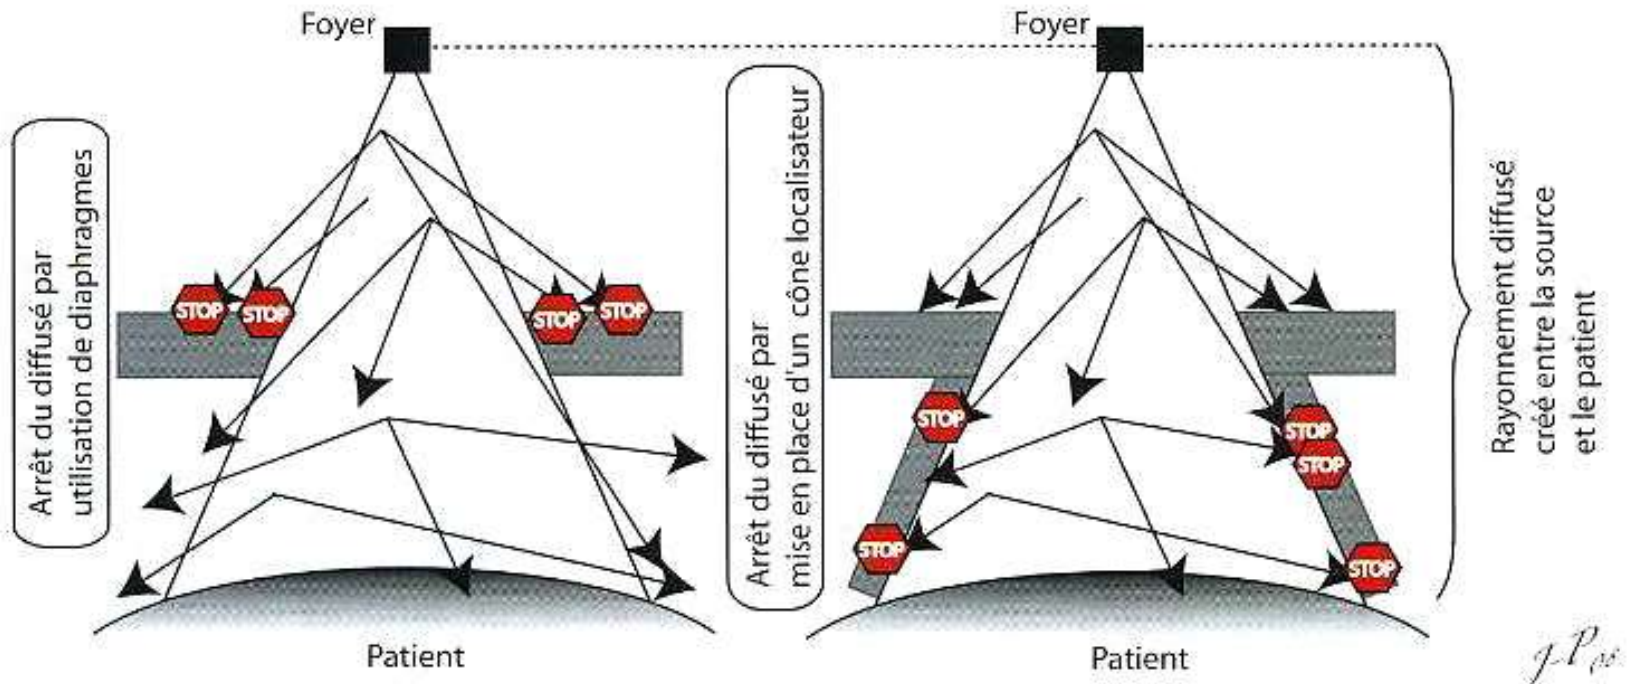 Foyer
Arrêt du diffusé par
utilisation de diaphragmes
STOP
STOP
STOP
STOP
Patient
Foyer
Arrêt du diffusé par
mise en place d'un cône localisateur
STOP
STOP
STOP
STOP
STOP
Patient
Rayonnement diffusé
créé entre la source
et le patient
J-P 06